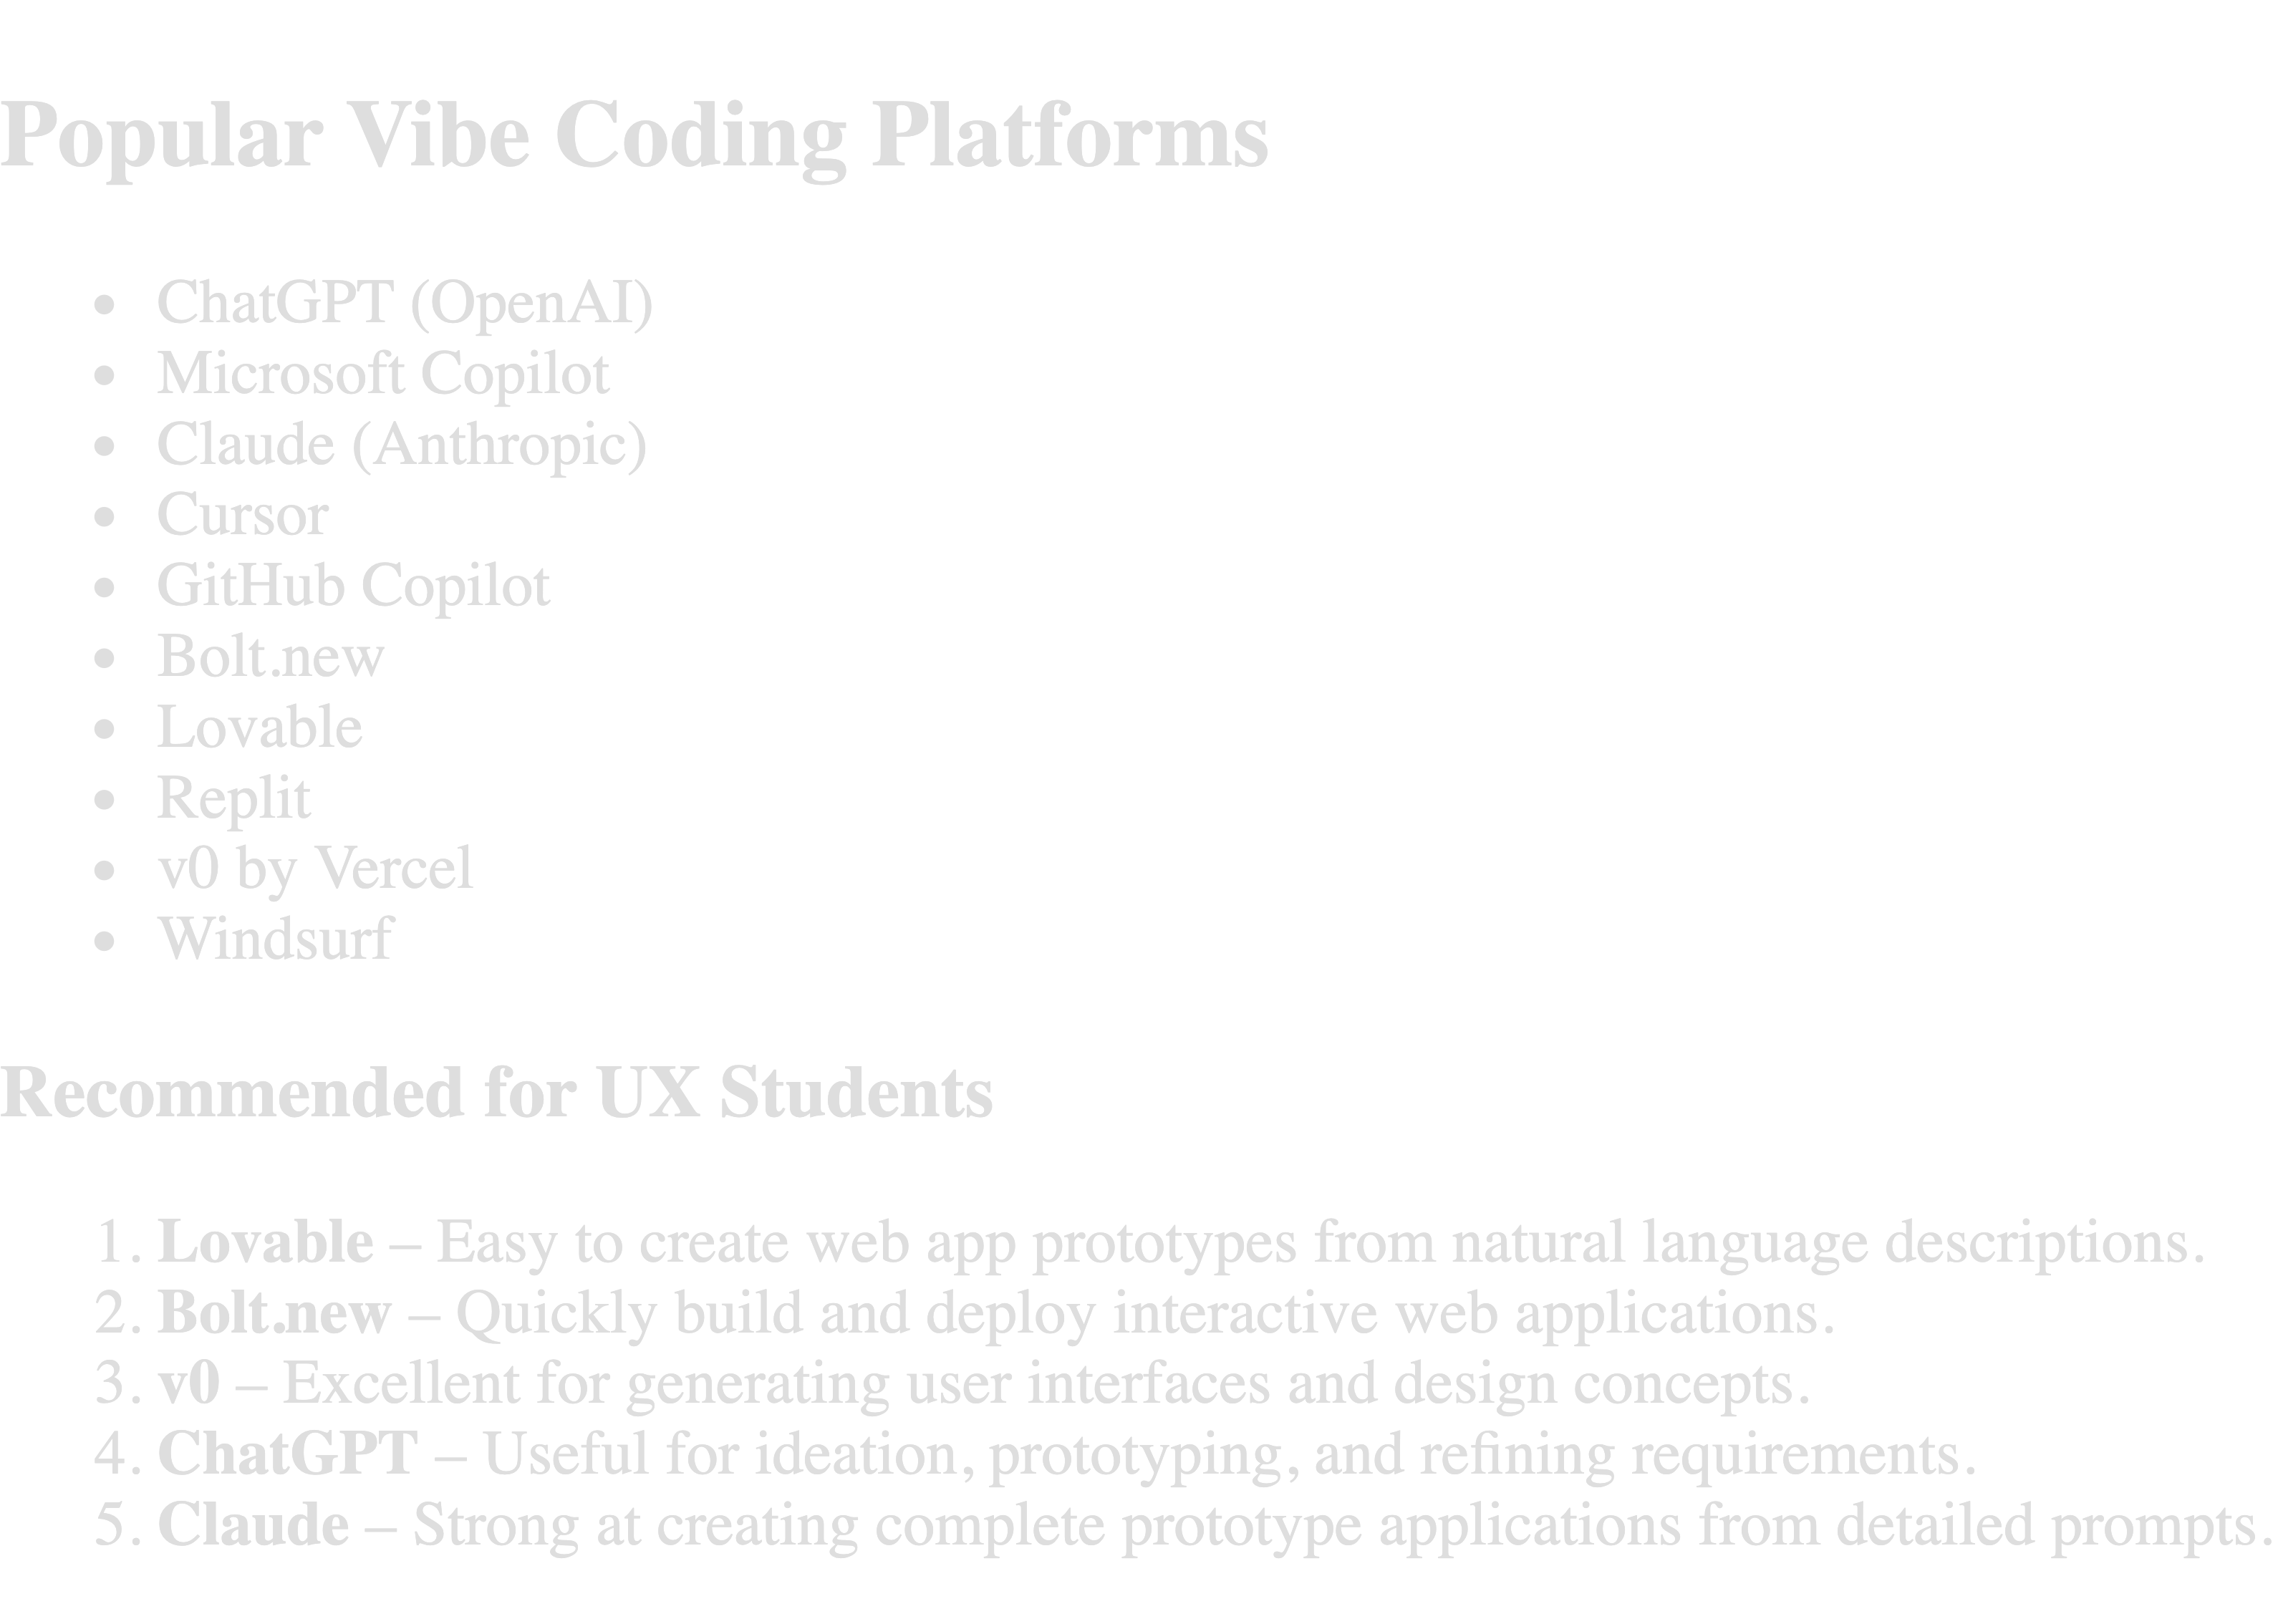 Popular Vibe Coding Platforms
• ChatGPT (OpenAI)
• Microsoft Copilot
• Claude (Anthropic)
• Cursor
• GitHub Copilot
• Bolt.new
• Lovable
• Replit
• v0 by Vercel
• Windsurf
Recommended for UX Students
1. Lovable – Easy to create web app prototypes from natural language descriptions.
2. Bolt.new – Quickly build and deploy interactive web applications.
3. v0 – Excellent for generating user interfaces and design concepts.
4. ChatGPT – Useful for ideation, prototyping, and refining requirements.
5. Claude – Strong at creating complete prototype applications from detailed prompts.